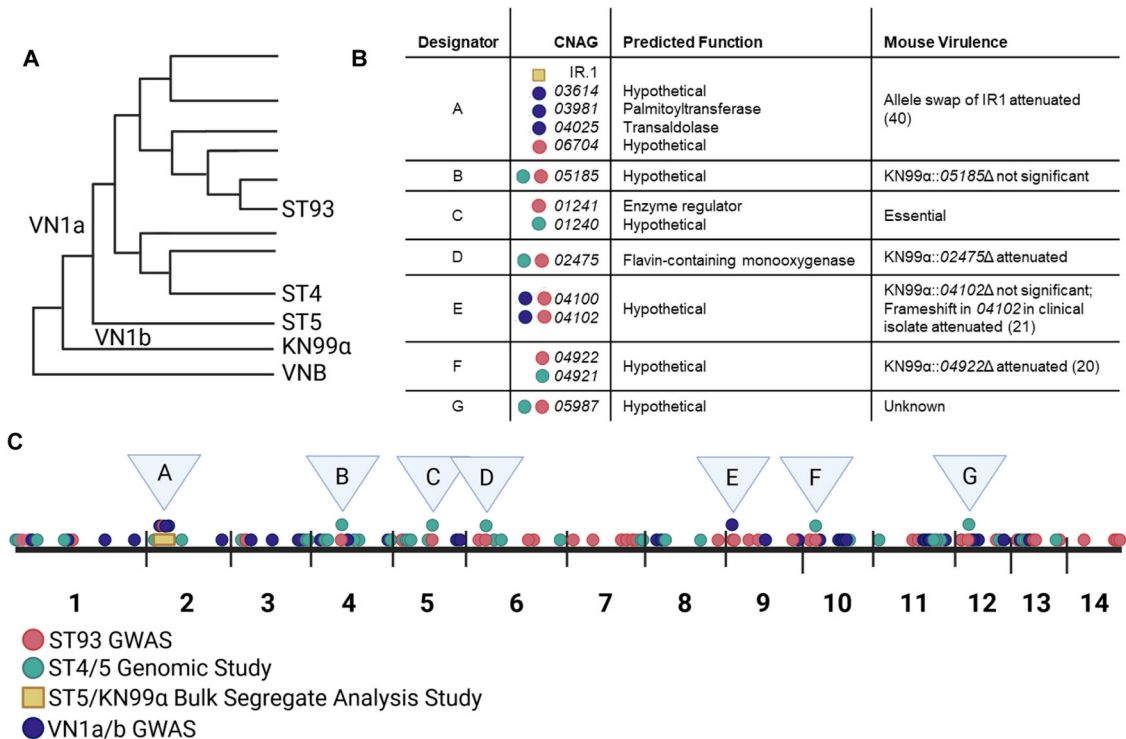 A
VN1a
ST93
ST4
ST5
VN1b
KN99α
VNB
B
Designator CNAG Predicted Function Mouse Virulence
A
IR.1
03614 Hypothetical
03981 Palmitoyltransferase
04025 Transaldolase
06704 Hypothetical
Allele swap of IR1 attenuated
(40)
B 05185 Hypothetical KN99α::05185Δ not significant
C
01241 Enzyme regulator
01240 Hypothetical
Essential
D 02475 Flavin-containing monooxygenase KN99α::02475Δ attenuated
E
04100
04102
Hypothetical
KN99α::04102Δ not significant;
Frameshift in 04102 in clinical
isolate attenuated (21)
F
04922
04921
Hypothetical
KN99α::04922Δ attenuated (20)
G 05987 Hypothetical Unknown
C
A B C D E F G
1 2 3 4 5 6 7 8 9 10 11 12 13 14
ST93 GWAS
ST4/5 Genomic Study
ST5/KN99α Bulk Segregate Analysis Study
VN1a/b GWAS